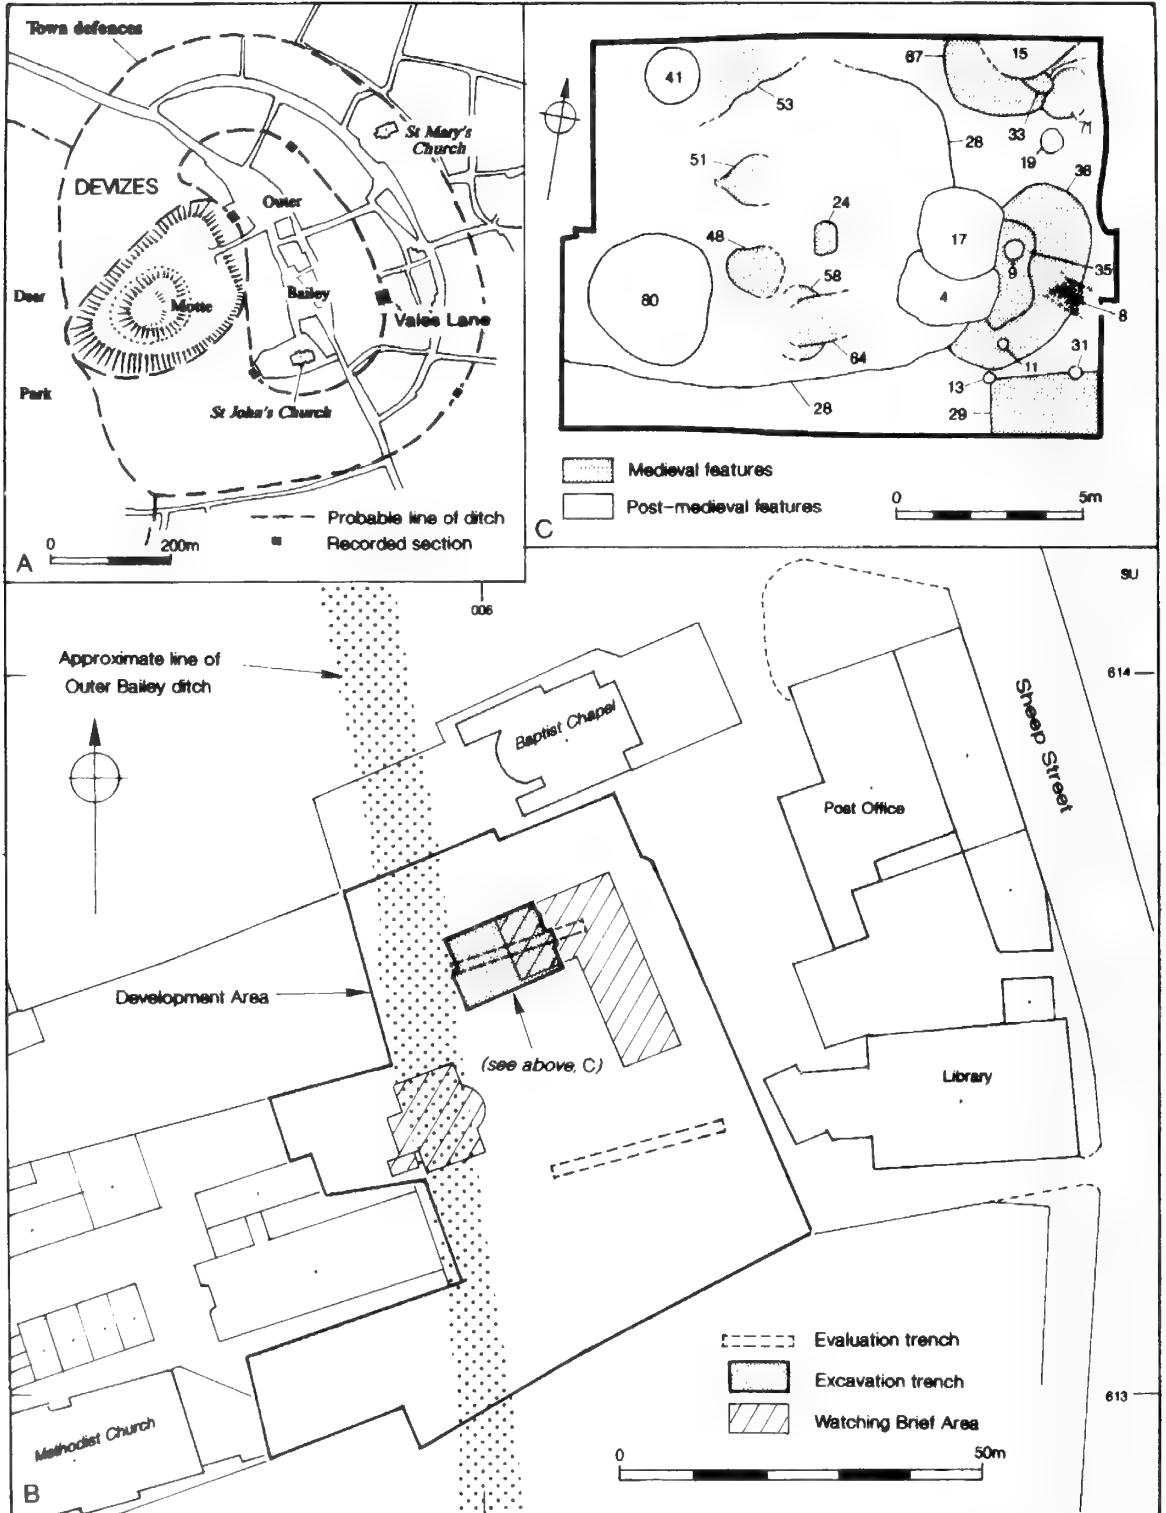 Town defences
St Mary's
Church
DEVIZES
Outer
Deer
Motte
Bailey
Vales Lane
Park
St John's Church
Probable line of ditch
Recorded section
0 200m
A
41
53
67
15
33
71
19
28
51
36
24
48
17
9
35
80
58
4
8
64
11
31
13
28
29
Medieval features
Post-medieval features
0 5m
C
006
SU
Approximate line of
Outer Bailey ditch
614
Sheep Street
Baptist Chapel
Post Office
Development Area
(see above, C)
Library
Evaluation trench
Excavation trench
Watching Brief Area
613
Methodist Church
0 50m
B